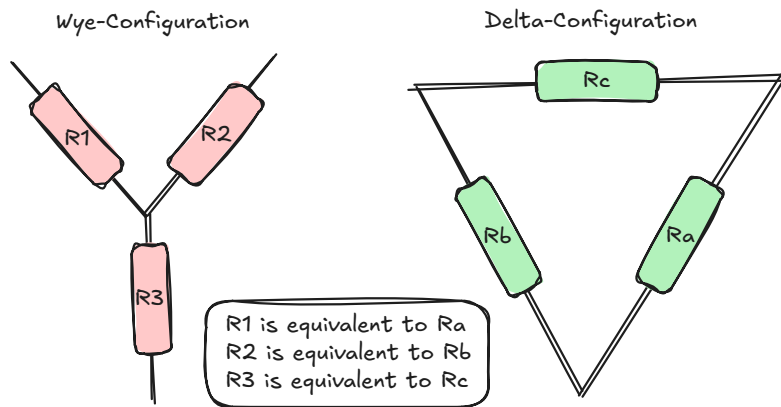 Wye-Configuration
Delta-Configuration
R1
R2
R3
Rc
Rb
Ra
R1 is equivalent to Ra
R2 is equivalent to Rb
R3 is equivalent to Rc